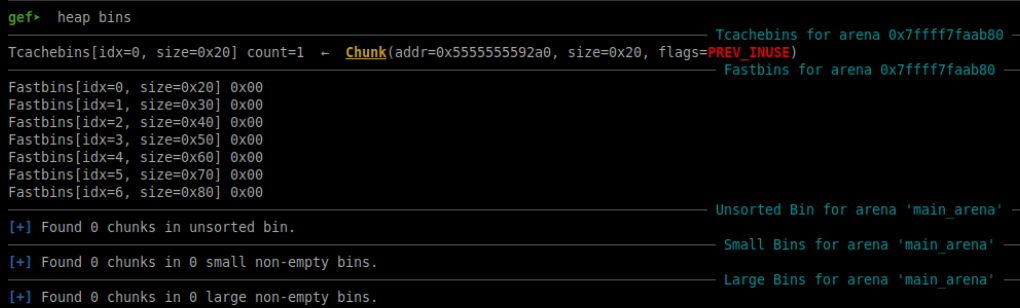 gef➤  heap bins
Tcachebins for arena 0x7ffff7faab80
Tcachebins[idx=0, size=0x20] count=1  ←  Chunk(addr=0x5555555592a0, size=0x20, flags=PREV_INUSE)
Fastbins for arena 0x7ffff7faab80
Fastbins[idx=0, size=0x20] 0x00
Fastbins[idx=1, size=0x30] 0x00
Fastbins[idx=2, size=0x40] 0x00
Fastbins[idx=3, size=0x50] 0x00
Fastbins[idx=4, size=0x60] 0x00
Fastbins[idx=5, size=0x70] 0x00
Fastbins[idx=6, size=0x80] 0x00
Unsorted Bin for arena 'main_arena'
[+] Found 0 chunks in unsorted bin.
Small Bins for arena 'main_arena'
[+] Found 0 chunks in 0 small non-empty bins.
Large Bins for arena 'main_arena'
[+] Found 0 chunks in 0 large non-empty bins.